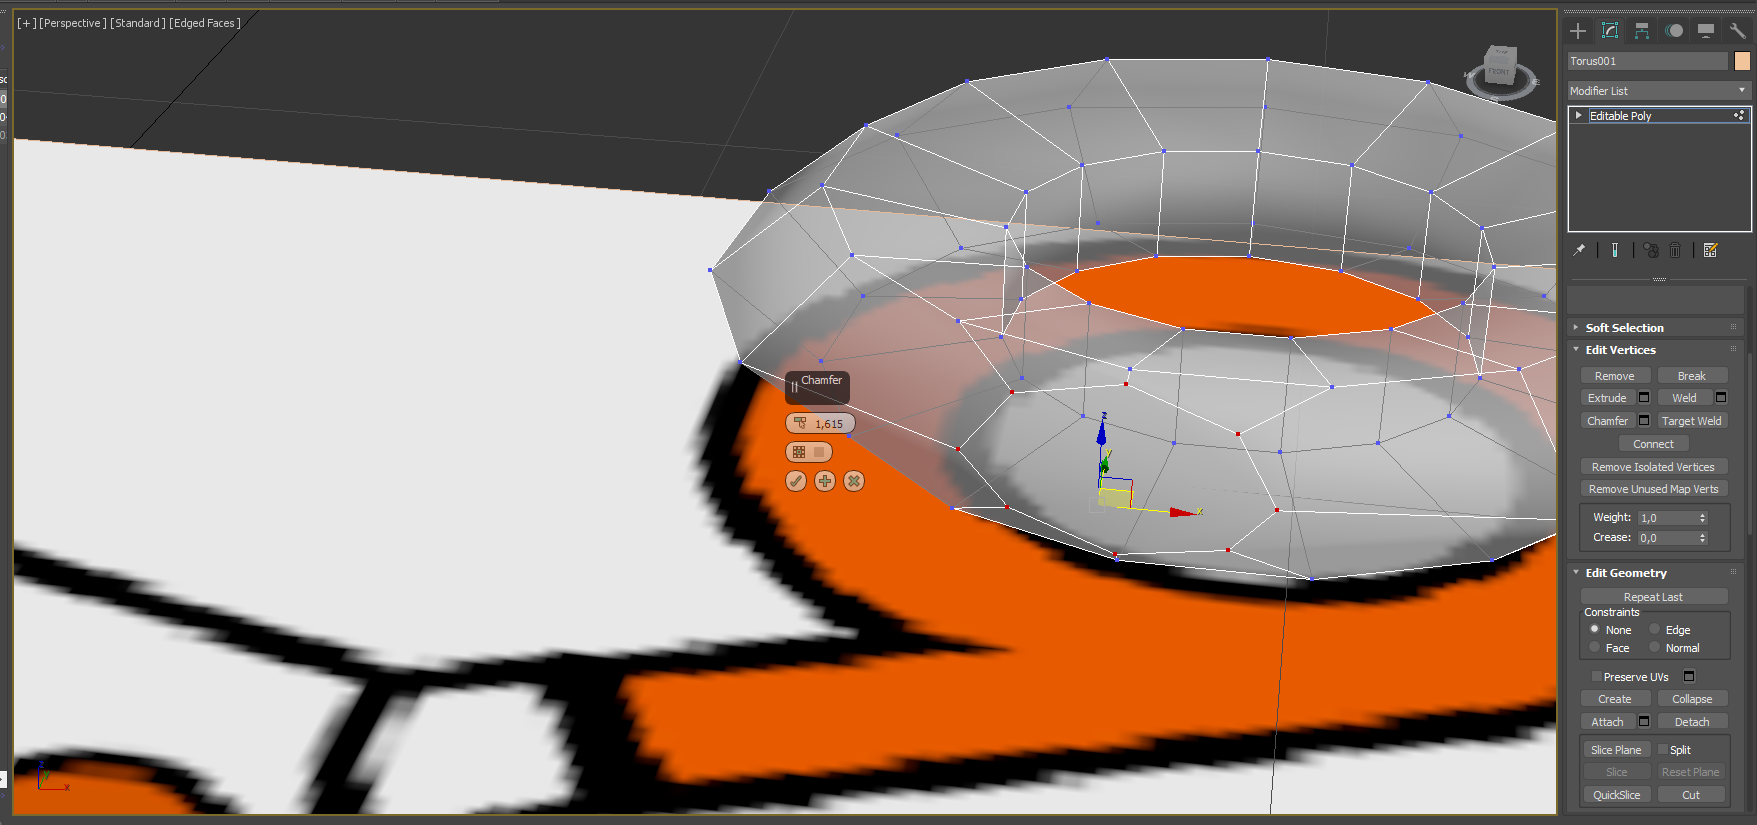 [+] [Perspective ] [Standard ] [Edged Faces ]
Chamfer
1,615
z
y
x
z
y
x
FRONT
Torus001
Modifier List
Editable Poly
Soft Selection
Edit Vertices
Remove
Break
Extrude
Weld
Chamfer
Target Weld
Connect
Remove Isolated Vertices
Remove Unused Map Verts
Weight: 1,0
Crease: 0,0
Edit Geometry
Repeat Last
Constraints
None
Edge
Face
Normal
Preserve UVs
Create
Collapse
Attach
Detach
Slice Plane
Split
Slice
Reset Plane
QuickSlice
Cut